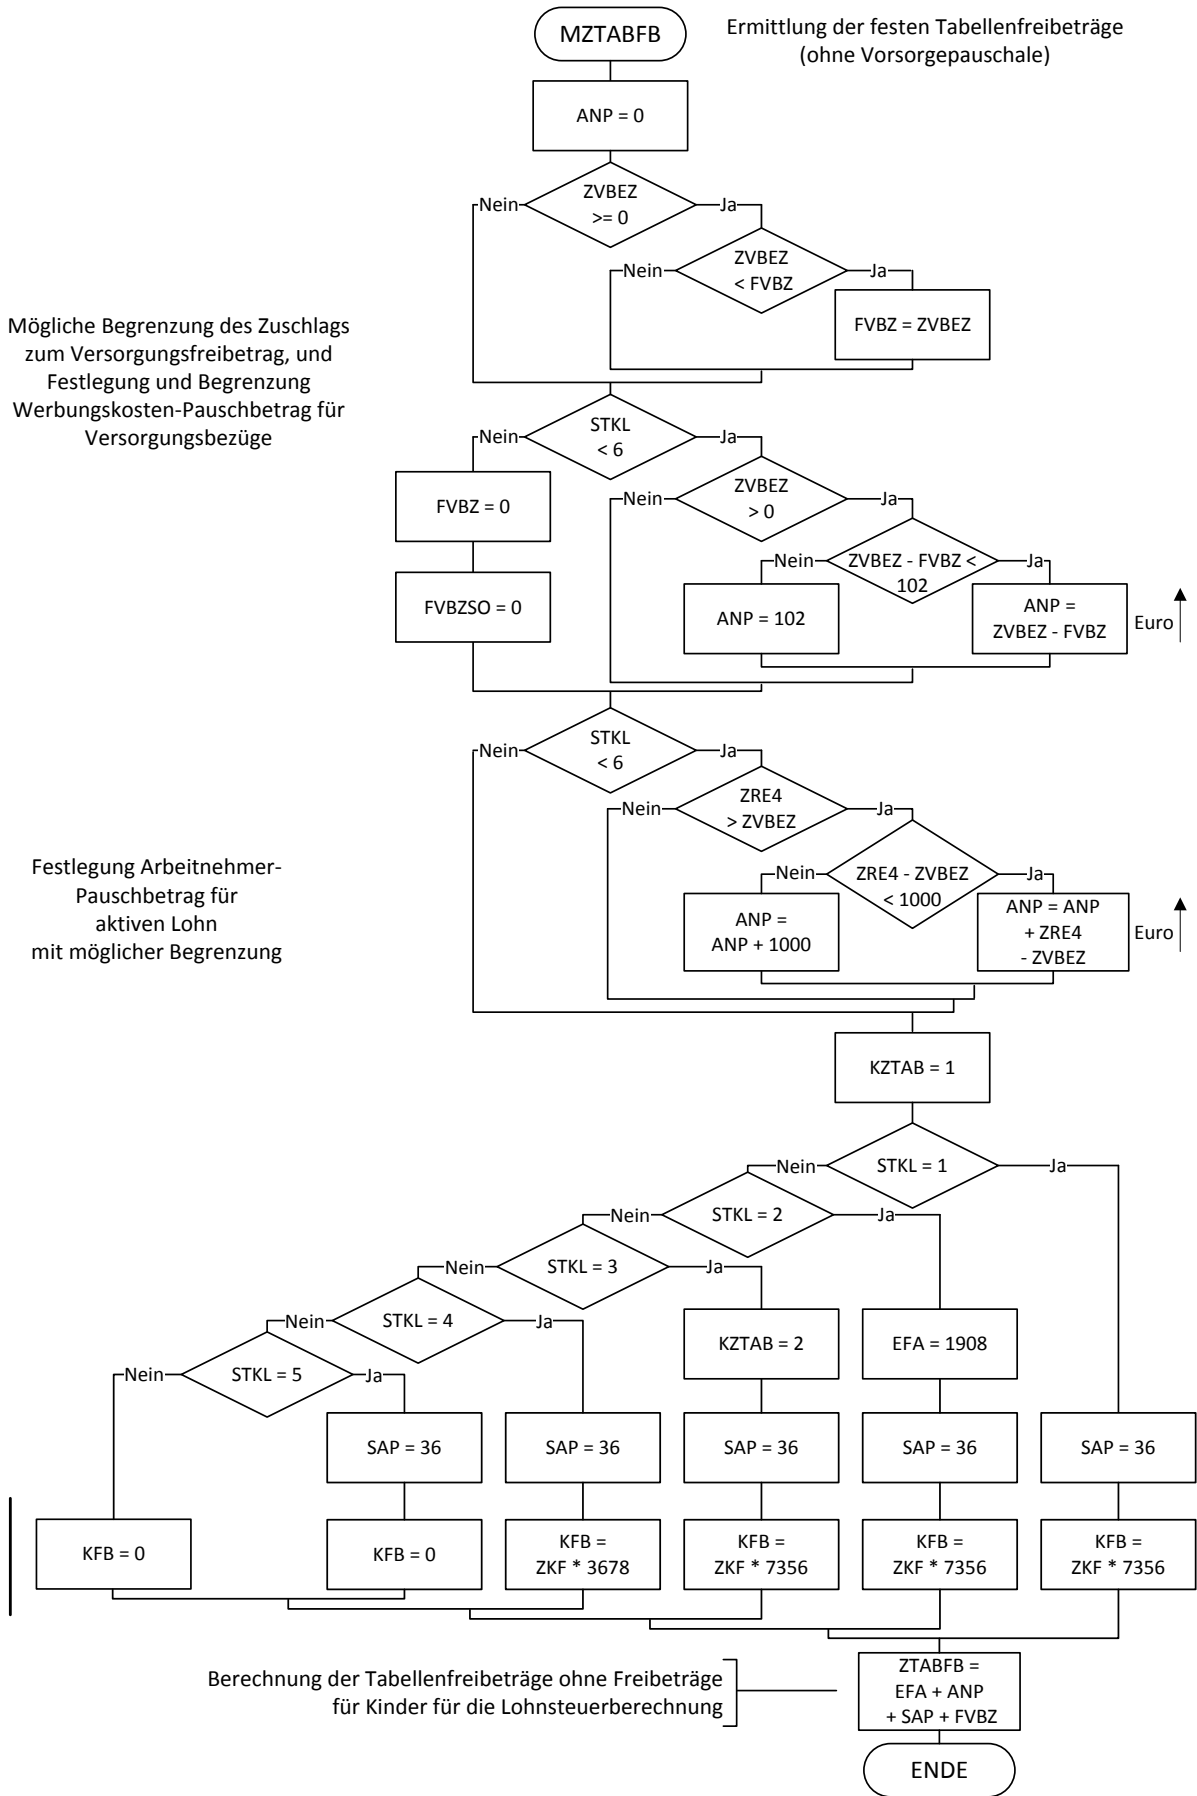 MZTABFB
Ermittlung der festen Tabellenfreibeträge
(ohne Vorsorgepauschale)
ANP = 0
ZVBEZ
>= 0
Nein
Ja
ZVBEZ
< FVBZ
Nein
Ja
FVBZ = ZVBEZ
Mögliche Begrenzung des Zuschlags
zum Versorgungsfreibetrag, und
Festlegung und Begrenzung
Werbungskosten-Pauschbetrag für
Versorgungsbezüge
STKL
< 6
Nein
Ja
FVBZ = 0
FVBZSO = 0
ZVBEZ
> 0
Nein
Ja
ZVBEZ - FVBZ <
102
Nein
Ja
ANP = 102
ANP =
ZVBEZ - FVBZ
Euro
STKL
< 6
Nein
Ja
ZRE4
> ZVBEZ
Nein
Ja
Festlegung Arbeitnehmer-
Pauschbetrag für
aktiven Lohn
mit möglicher Begrenzung
ZRE4 - ZVBEZ
< 1000
Nein
Ja
ANP =
ANP + 1000
ANP = ANP
+ ZRE4
- ZVBEZ
Euro
KZTAB = 1
STKL = 1
Nein
Ja
STKL = 2
Nein
Ja
STKL = 3
Nein
Ja
STKL = 4
Nein
Ja
KZTAB = 2
EFA = 1908
STKL = 5
Nein
Ja
SAP = 36
SAP = 36
SAP = 36
SAP = 36
SAP = 36
KFB = 0
KFB = 0
KFB =
ZKF * 3678
KFB =
ZKF * 7356
KFB =
ZKF * 7356
KFB =
ZKF * 7356
Berechnung der Tabellenfreibeträge ohne Freibeträge
für Kinder für die Lohnsteuerberechnung
ZTABFB =
EFA + ANP
+ SAP + FVBZ
ENDE